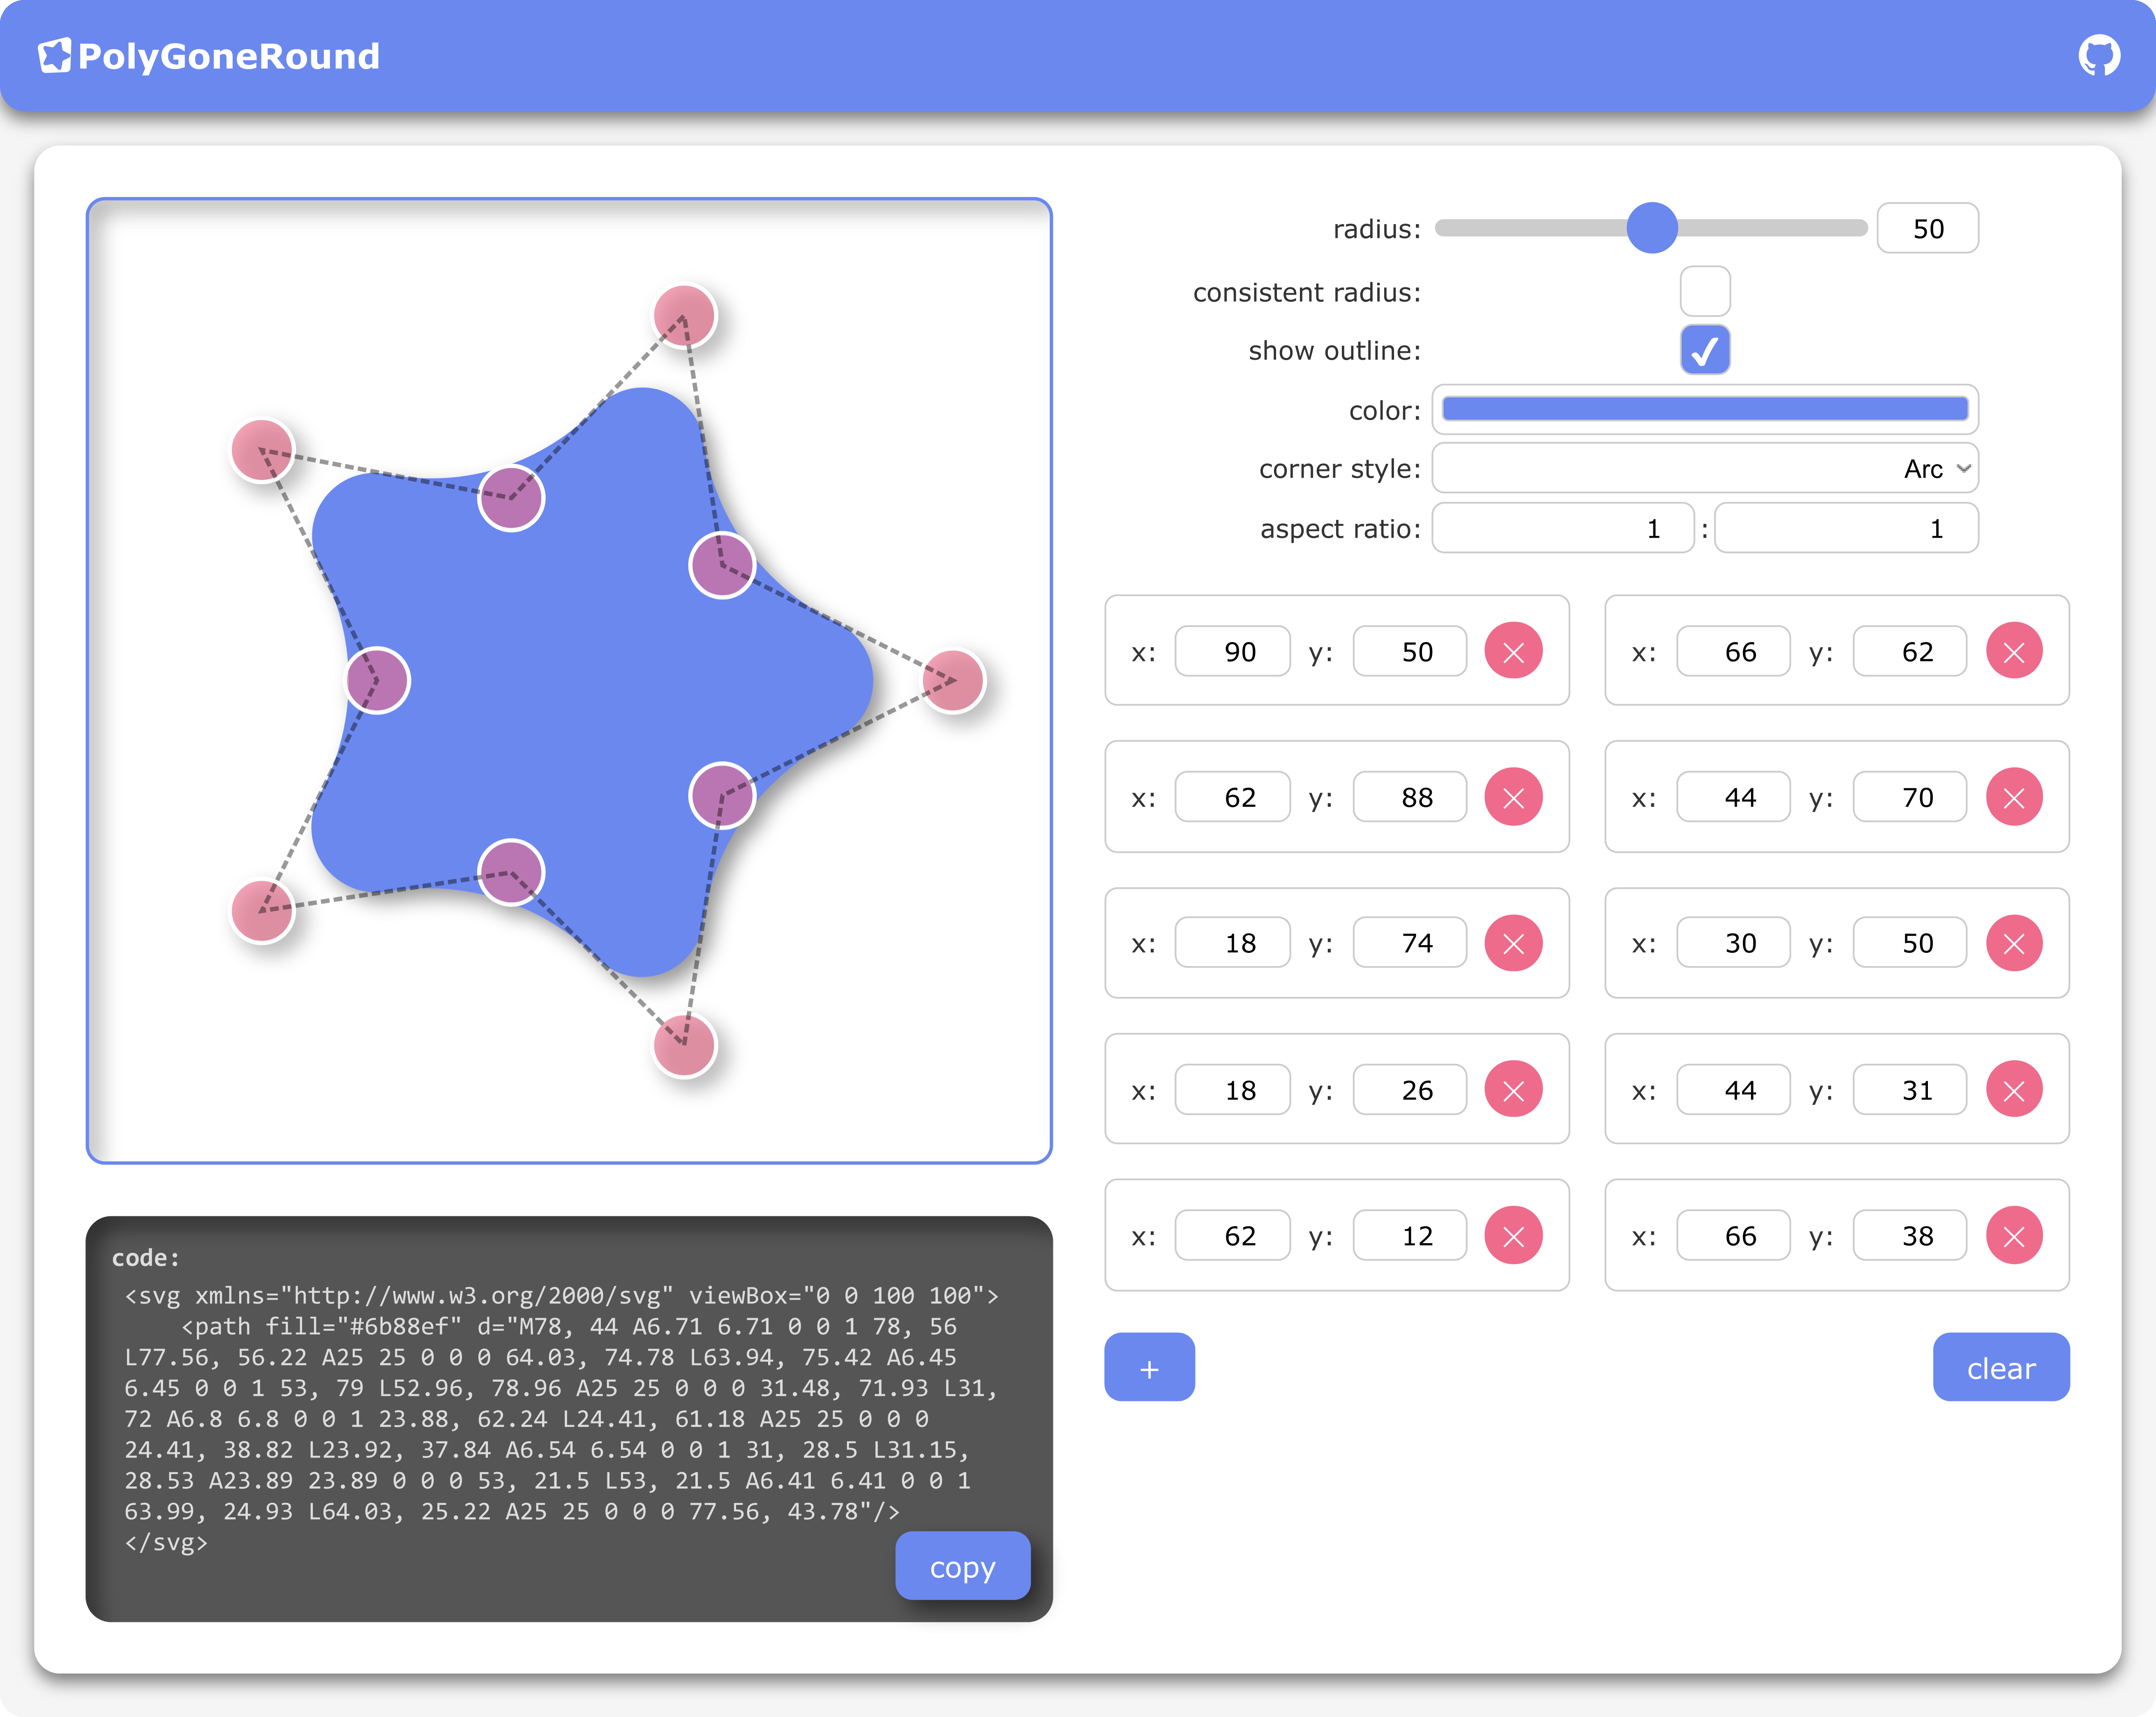 PolyGoneRound
radius: 50
consistent radius:
show outline:
color:
corner style: Arc
aspect ratio: 1 : 1
x: 90 y: 50 x: 66 y: 62
x: 62 y: 88 x: 44 y: 70
x: 18 y: 74 x: 30 y: 50
x: 18 y: 26 x: 44 y: 31
x: 62 y: 12 x: 66 y: 38
+ clear
code:
<svg xmlns="http://www.w3.org/2000/svg" viewBox="0 0 100 100">
<path fill="#6b88ef" d="M78, 44 A6.71 6.71 0 0 1 78, 56
L77.56, 56.22 A25 25 0 0 0 64.03, 74.78 L63.94, 75.42 A6.45
6.45 0 0 1 53, 79 L52.96, 78.96 A25 25 0 0 0 31.48, 71.93 L31,
72 A6.8 6.8 0 0 1 23.88, 62.24 L24.41, 61.18 A25 25 0 0 0
24.41, 38.82 L23.92, 37.84 A6.54 6.54 0 0 1 31, 28.5 L31.15,
28.53 A23.89 23.89 0 0 0 53, 21.5 L53, 21.5 A6.41 6.41 0 0 1
63.99, 24.93 L64.03, 25.22 A25 25 0 0 0 77.56, 43.78"/>
</svg>
copy